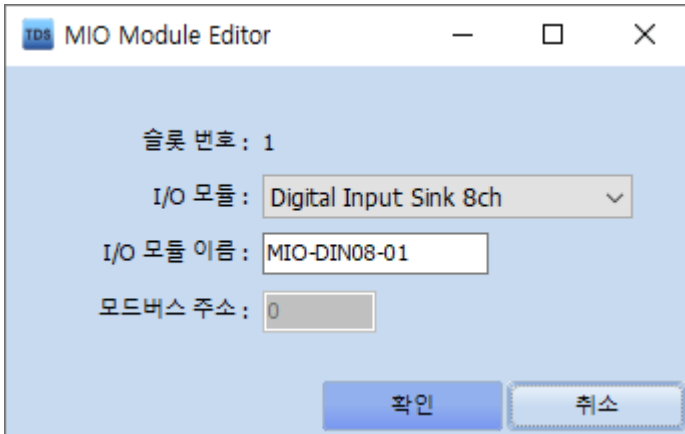 TDS MIO Module Editor
슬롯 번호 : 1
I/O 모듈 : Digital Input Sink 8ch
I/O 모듈 이름 : MIO-DIN08-01
모드버스 주소 : 0
확인 취소